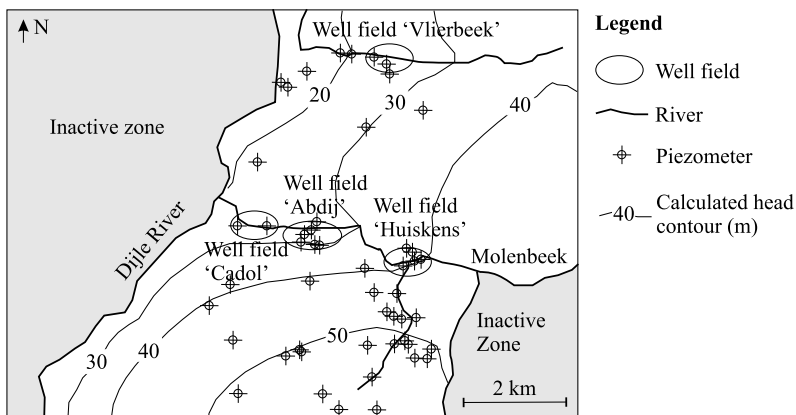 N
Well field ‘Vlierbeek’
20
30
40
Inactive zone
Well field
‘Abdij’
Well field
‘Huiskens’
Dijle River
Well field
‘Cadol’
Molenbeek
30
40
50
Inactive
Zone
2 km
Legend
Well field
River
Piezometer
40
Calculated head
contour (m)